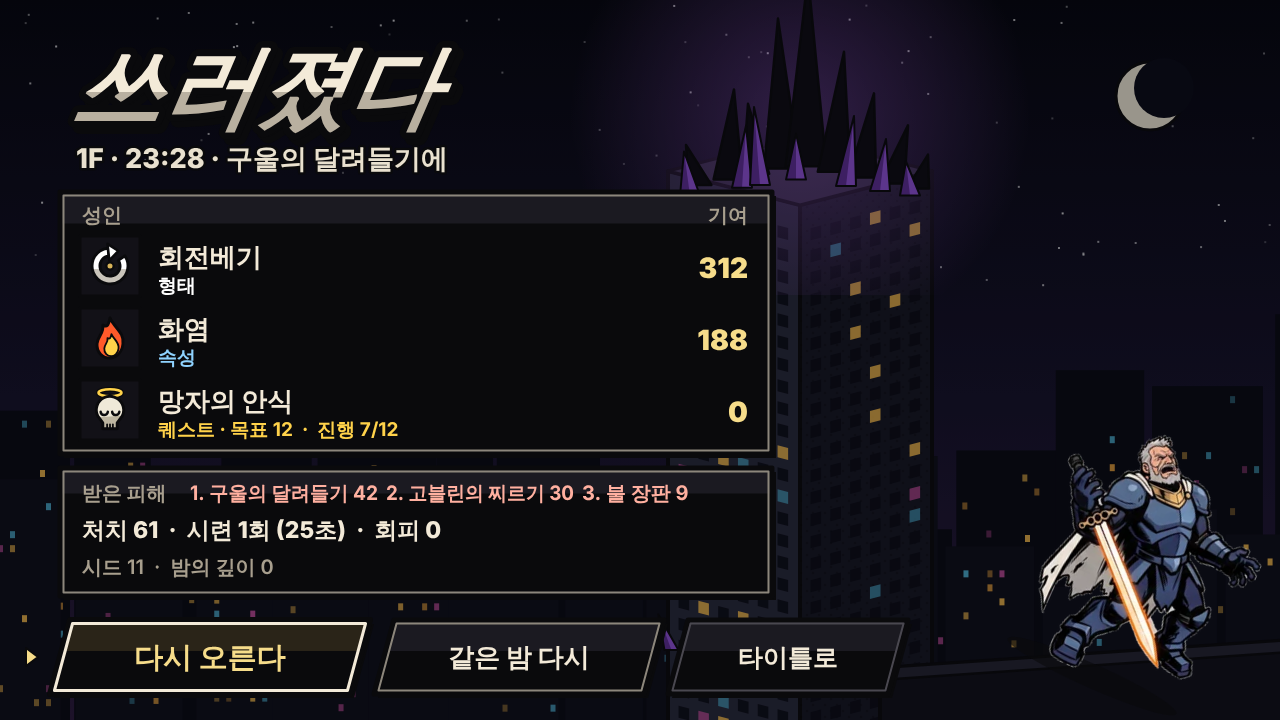 쓰러졌다
1F · 23:28 · 구울의 달려들기에
성인 기여
회전베기 312
형태
화염 188
속성
망자의 안식 0
퀘스트 · 목표 12 · 진행 7/12
받은 피해 1. 구울의 달려들기 42 2. 고블린의 찌르기 30 3. 불 장판 9
처치 61 · 시련 1회 (25초) · 회피 0
시드 11 · 밤의 깊이 0
다시 오른다 같은 밤 다시 타이틀로